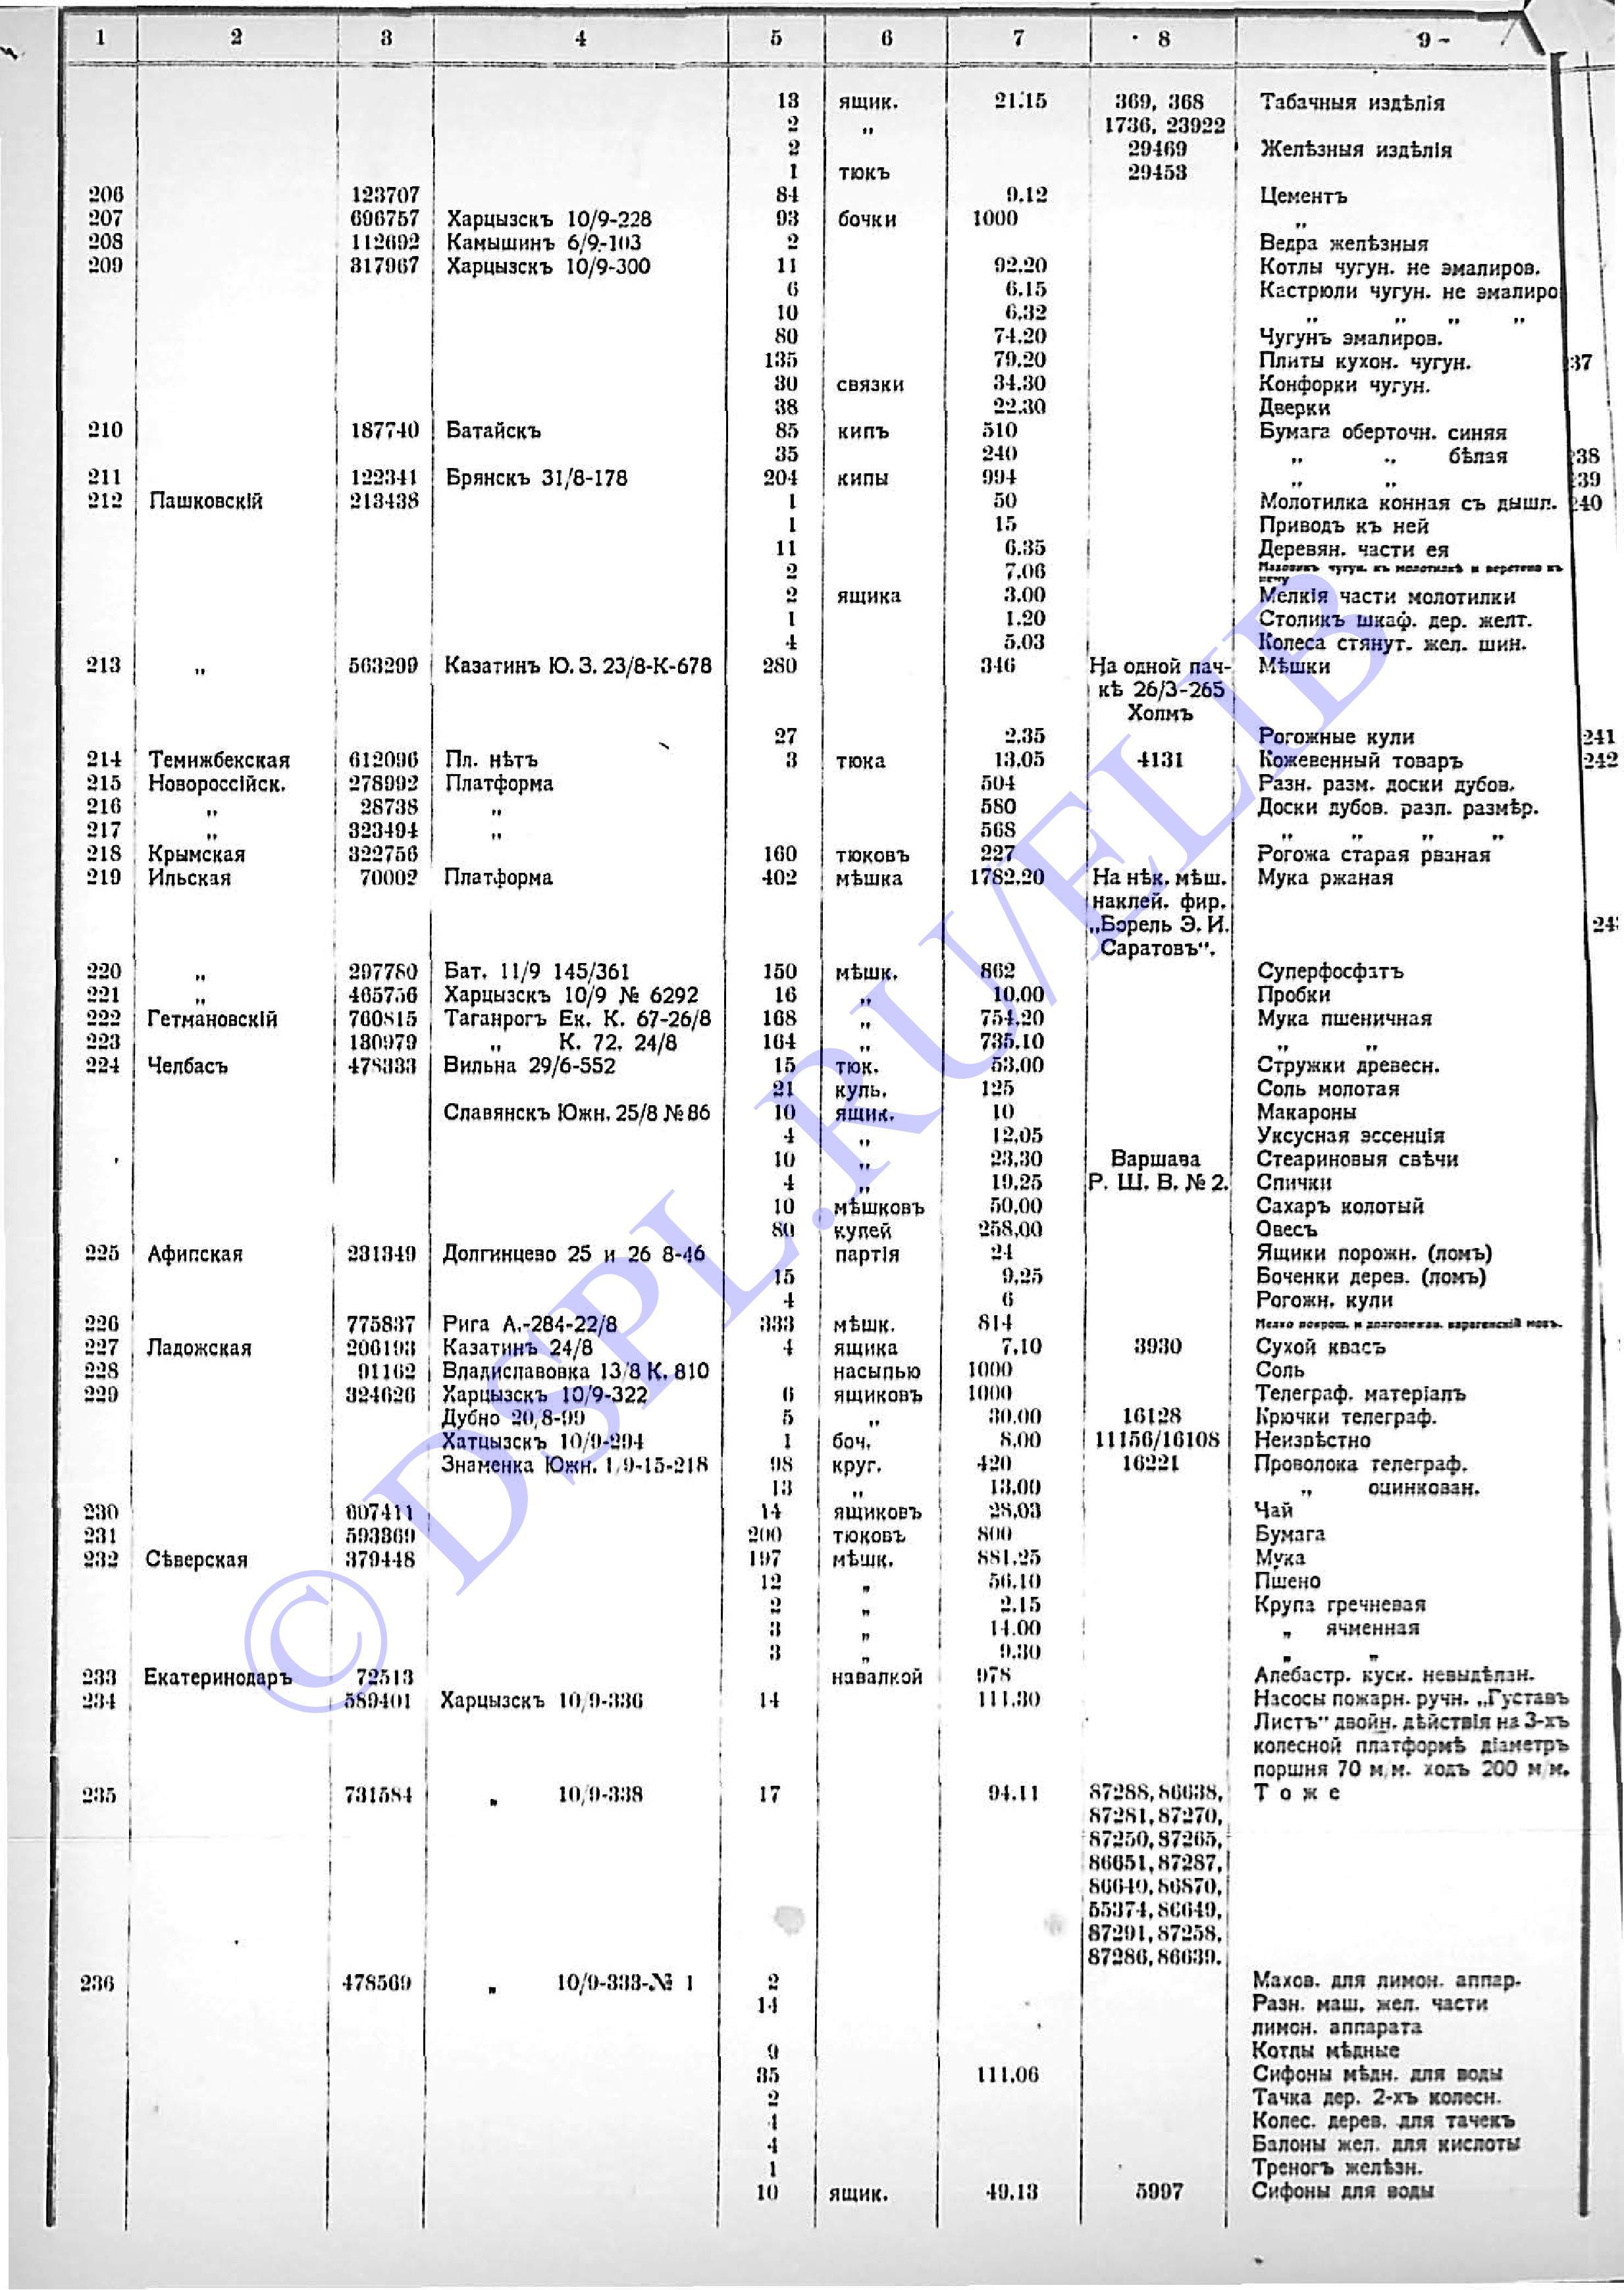 1 2 3 4 5 6 7 8 9
13 ящик. 21.15 369, 368 Табачныя издѣлія
2 „ 1736, 23922
2 29469 Желѣзныя издѣлія
1 тюкъ 29453
206 123707 84 9.12 Цементъ
207 696757 Харцызскъ 10/9-228 93 бочки 1000 „
208 112692 Камышинъ 6/9-103 2 Ведра желѣзныя
209 317967 Харцызскъ 10/9-300 11 92.20 Котлы чугун. не эмалиров.
6 6.15 Кастрюли чугун. не эмалиро
10 6.32 „ „ „ „
80 74.20 Чугунъ эмалиров.
135 79.20 Плиты кухон. чугун. 37
30 связки 34.30 Конфорки чугун.
38 22.30 Дверки
210 187740 Батайскъ 85 кипъ 510 Бумага оберточн. синяя
35 240 „ „ бѣлая 38
211 122341 Брянскъ 31/8-178 204 кипы 994 „ „ 39
212 Пашковскій 213438 1 50 Молотилка конная съ дышл. 240
1 15 Приводъ къ ней
11 6.35 Деревян. части ея
2 7.06 Маховикъ чугун. къ молотилкѣ и веретено къ
нему
2 ящика 3.00 Мелкія части молотилки
1 1.20 Столикъ шкаф. дер. желт.
4 5.03 Колеса стянут. жел. шин.
213 „ 563299 Казатинъ Ю. З. 23/8-К-678 280 346 На одной пач- Мѣшки
кѣ 26/3-265
Холмъ
27 2.35 Рогожные кули 241
214 Темижбекская 612096 Пл. нѣтъ 3 тюка 13.05 4131 Кожевенный товаръ 242
215 Новороссійск. 278992 Платформа 504 Разн. разм. доски дубов.
216 „ 28738 „ 580 Доски дубов. разл. размѣр.
217 „ 323494 „ 568 „ „ „ „
218 Крымская 322756 160 тюковъ 227 Рогожа старая рваная
219 Ильская 70002 Платформа 402 мѣшка 1782.20 На нѣк. мѣш. Мука ржаная
наклей. фир.
„Борель Э. И. 24
Саратовъ“.
220 „ 297780 Бат. 11/9 145/361 150 мѣшк. 862 Суперфосфатъ
221 „ 465756 Харцызскъ 10/9 № 6292 16 „ 10.00 Пробки
222 Гетмановскій 760815 Таганрогъ Ек. К. 67-26/8 168 „ 754.20 Мука пшеничная
223 180979 „ К. 72. 24/8 164 „ 735.10 „ „
224 Челбасъ 478333 Вильна 29/6-552 15 тюк. 53.00 Стружки древесн.
21 куль. 125 Соль молотая
Славянскъ Южн. 25/8 № 86 10 ящик. 10 Макароны
4 „ 12.05 Уксусная эссенція
10 „ 23.30 Варшава Стеариновыя свѣчи
4 „ 19.25 Р. Ш. В. № 2. Спички
10 мѣшковъ 50.00 Сахаръ колотый
80 кулей 258.00 Овесъ
225 Афипская 231349 Долгинцево 25 и 26 8-46 партія 24 Ящики порожн. (ломъ)
15 9.25 Боченки дерев. (ломъ)
4 6 Рогожн. кули
226 775837 Рига А.-284-22/8 333 мѣшк. 814 Мелко покрош. и
227 Ладожская 206193 Казатинъ 24/8 4 ящика 7.10 3930 Сухой квасъ
228 91162 Владиславовка 13/8 К. 810 насыпью 1000 Соль
229 324626 Харцызскъ 10/9-322 6 ящиковъ 1000 Телеграф. матеріалъ
Дубно 20/8-99 5 „ 30.00 16128 Крючки телеграф.
Хатцызскъ 10/9-294 1 боч. 8.00 11156/16108 Неизвѣстно
Знаменка Южн. 1/9-15-218 98 круг. 420 16221 Проволока телеграф.
13 „ 13.00 „ оцинкован.
230 607411 14 ящиковъ 28.03 Чай
231 593369 200 тюковъ 800 Бумага
232 Сѣверская 379448 197 мѣшк. 881.25 Мука
12 „ 56.10 Пшено
2 „ 2.15 Крупа гречневая
3 „ 14.00 „ ячменная
3 „ 9.30 „ „
233 Екатеринодаръ 72513 навалкой 978 Алебастр. куск. невыдѣлан.
234 589401 Харцызскъ 10/9-336 14 111.30 Насосы пожарн. ручн. „Густавъ
Листъ“ двойн. дѣйствія на 3-хъ
колесной платформѣ діаметръ
поршня 70 м/м. ходъ 200 м/м.
235 731584 „ 10/9-338 17 94.11 87288, 86638, Тоже
87281, 87270,
87250, 87265,
86651, 87287,
86640, 86870,
55374, 86649,
87291, 87258,
87286, 86639.
236 478569 „ 10/9-333-№ 1 2 Махов. для лимон. аппар.
14 Разн. маш. жел. части
лимон. аппарата
9 Котлы мѣдные
35 111.06 Сифоны мѣдн. для воды
2 Тачка дер. 2-хъ колесн.
4 Колес. дерев. для тачекъ
4 Балоны жел. для кислоты
1 Треногъ желѣзн.
10 ящик. 49.13 5997 Сифоны для воды
© DSPL.RU/ELIB